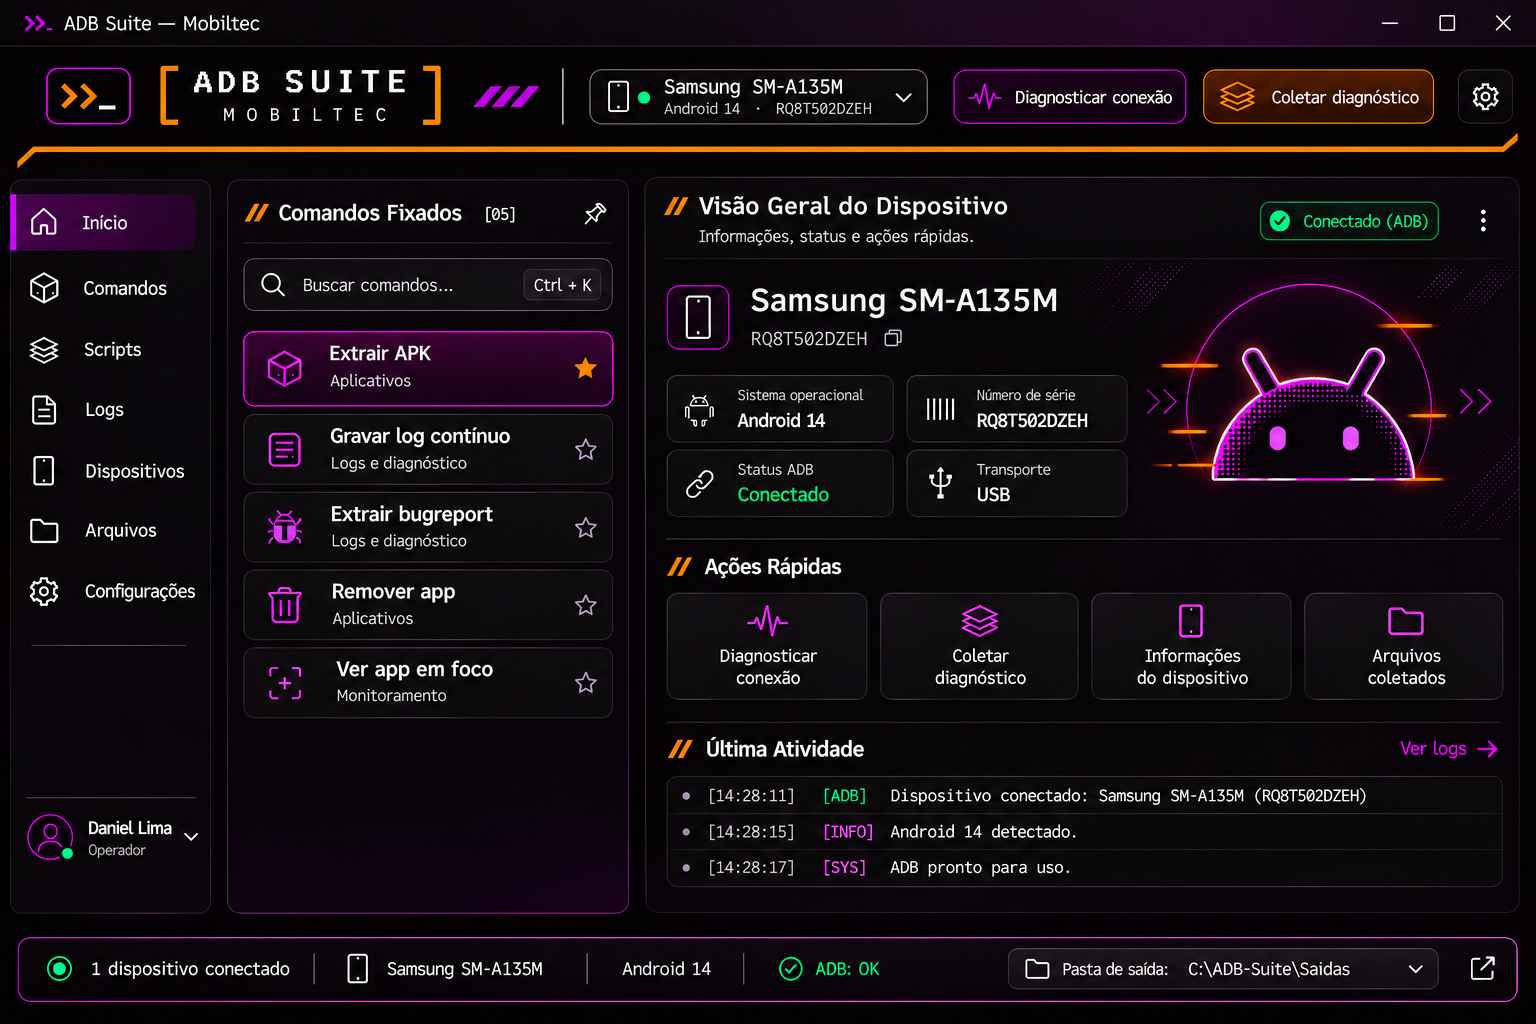 ADB Suite — Mobiltec
ADB SUITE
MOBILTEC
Samsung SM-A135M
Android 14 · RQ8T502DZEH
Diagnosticar conexão
Coletar diagnóstico
Início
Comandos
Scripts
Logs
Dispositivos
Arquivos
Configurações
Daniel Lima
Operador
Comandos Fixados [05]
Buscar comandos... Ctrl + K
Extrair APK
Aplicativos
Gravar log contínuo
Logs e diagnóstico
Extrair bugreport
Logs e diagnóstico
Remover app
Aplicativos
Ver app em foco
Monitoramento
Visão Geral do Dispositivo
Informações, status e ações rápidas.
Conectado (ADB)
Samsung SM-A135M
RQ8T502DZEH
Sistema operacional
Android 14
Número de série
RQ8T502DZEH
Status ADB
Conectado
Transporte
USB
Ações Rápidas
Diagnosticar
conexão
Coletar
diagnóstico
Informações
do dispositivo
Arquivos
coletados
Última Atividade
Ver logs
[14:28:11] [ADB] Dispositivo conectado: Samsung SM-A135M (RQ8T502DZEH)
[14:28:15] [INFO] Android 14 detectado.
[14:28:17] [SYS] ADB pronto para uso.
1 dispositivo conectado
Samsung SM-A135M
Android 14
ADB: OK
Pasta de saída: C:\ADB-Suite\Saidas